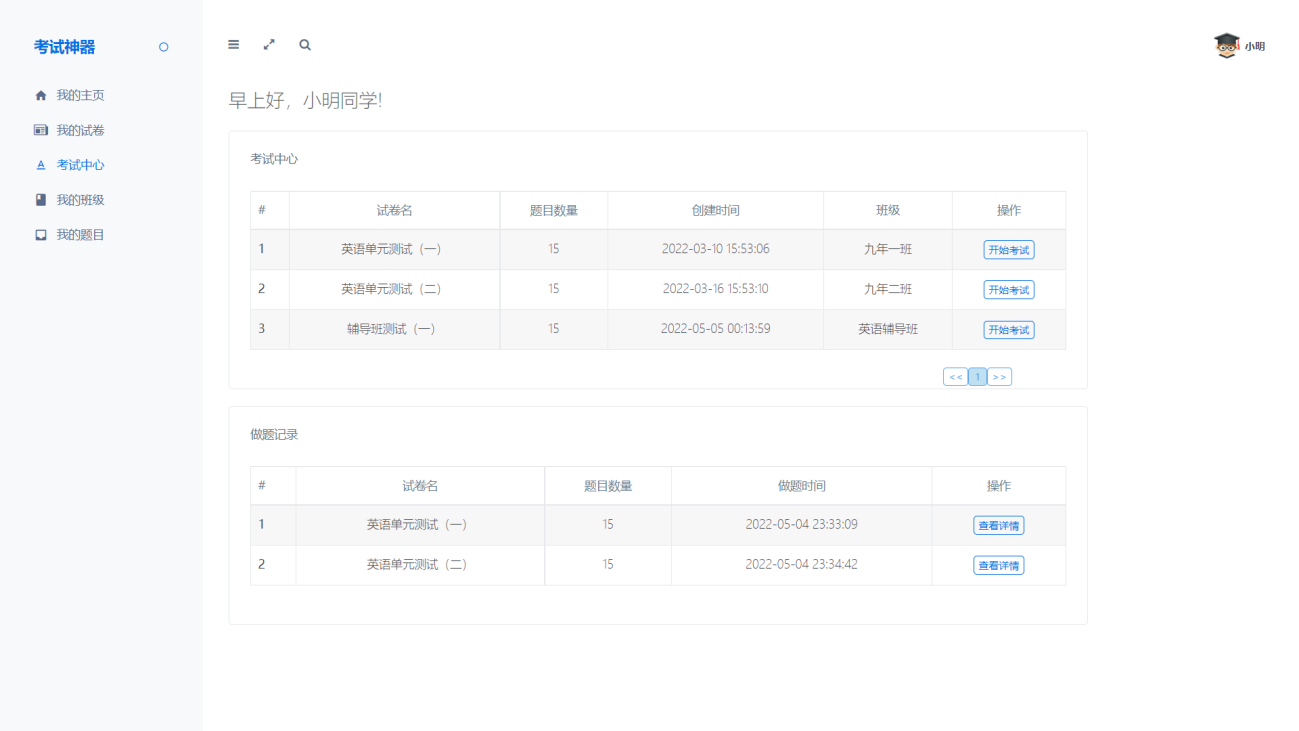 考试神器
小明
我的主页
我的试卷
考试中心
我的班级
我的题目
早上好，小明同学!
考试中心
# 试卷名 题目数量 创建时间 班级 操作
1 英语单元测试（一） 15 2022-03-10 15:53:06 九年一班 开始考试
2 英语单元测试（二） 15 2022-03-16 15:53:10 九年二班 开始考试
3 辅导班测试（一） 15 2022-05-05 00:13:59 英语辅导班 开始考试
<< 1 >>
做题记录
# 试卷名 题目数量 做题时间 操作
1 英语单元测试（一） 15 2022-05-04 23:33:09 查看详情
2 英语单元测试（二） 15 2022-05-04 23:34:42 查看详情